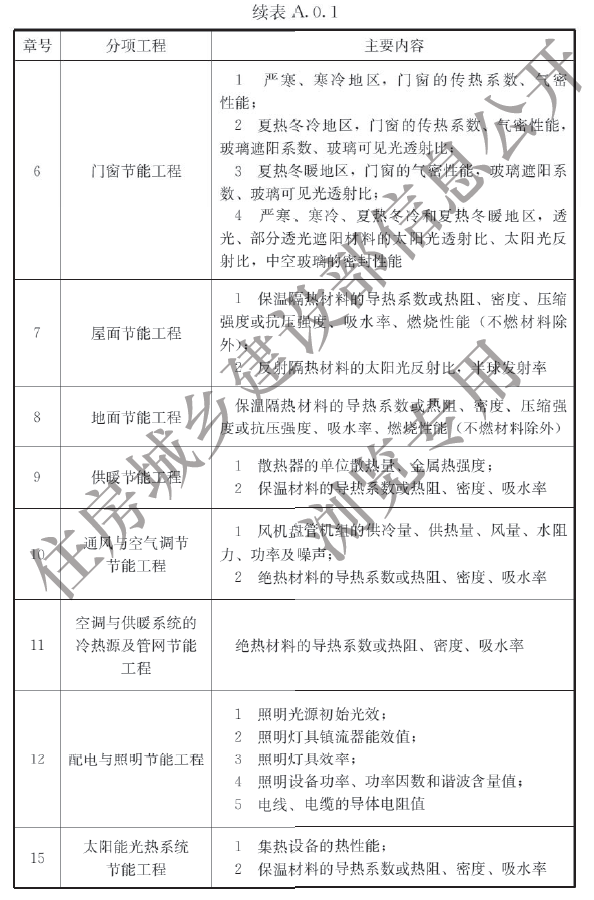 续表 A.0.1
章号 分项工程 主要内容
6 门窗节能工程
1 严寒、寒冷地区，门窗的传热系数、气密
性能；
2 夏热冬冷地区，门窗的传热系数、气密性能，
玻璃遮阳系数、玻璃可见光透射比；
3 夏热冬暖地区，门窗的气密性能，玻璃遮阳系
数、玻璃可见光透射比；
4 严寒、寒冷、夏热冬冷和夏热冬暖地区，透
光、部分透光遮阳材料的太阳光透射比、太阳光反
射比，中空玻璃的密封性能
7 屋面节能工程
1 保温隔热材料的导热系数或热阻、密度、压缩
强度或抗压强度、吸水率、燃烧性能（不燃材料除
外）；
2 反射隔热材料的太阳光反射比，半球发射率
8 地面节能工程
保温隔热材料的导热系数或热阻、密度、压缩强
度或抗压强度、吸水率、燃烧性能（不燃材料除外）
9 供暖节能工程
1 散热器的单位散热量、金属热强度；
2 保温材料的导热系数或热阻、密度、吸水率
10 通风与空气调节
节能工程
1 风机盘管机组的供冷量、供热量、风量、水阻
力、功率及噪声；
2 绝热材料的导热系数或热阻、密度、吸水率
11 空调与供暖系统的
冷热源及管网节能
工程
绝热材料的导热系数或热阻、密度、吸水率
12 配电与照明节能工程
1 照明光源初始光效；
2 照明灯具镇流器能效值；
3 照明灯具效率；
4 照明设备功率、功率因数和谐波含量值；
5 电线、电缆的导体电阻值
15 太阳能光热系统
节能工程
1 集热设备的热性能；
2 保温材料的导热系数或热阻、密度、吸水率
住房城乡建设部信息公开
浏览专用